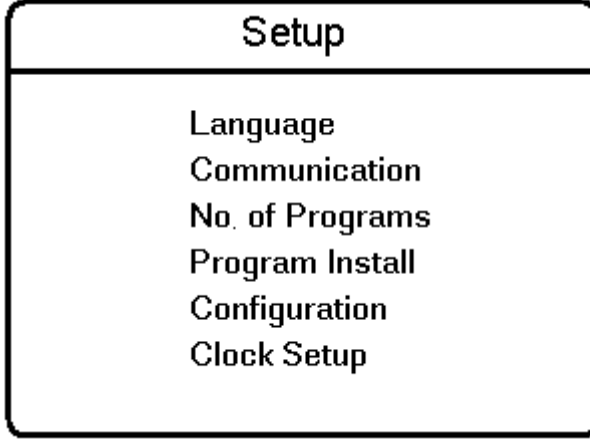 Setup
Language
Communication
No. of Programs
Program Install
Configuration
Clock Setup